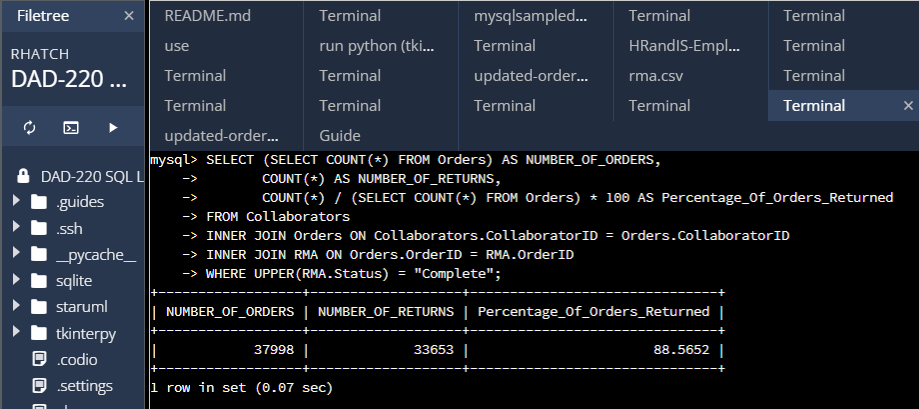 Filetree ×
RHATCH
DAD-220 ...
README.md Terminal mysqlsampled... Terminal Terminal
use run python (tki... Terminal HRandIS-Empl... Terminal
Terminal Terminal updated-order... rma.csv Terminal
Terminal Terminal Terminal Terminal Terminal ×
updated-order... Guide
DAD-220 SQL L
.guides
.ssh
__pycache__
sqlite
staruml
tkinterpy
.codio
.settings
mysql> SELECT (SELECT COUNT(*) FROM Orders) AS NUMBER_OF_ORDERS,
    ->        COUNT(*) AS NUMBER_OF_RETURNS,
    ->        COUNT(*) / (SELECT COUNT(*) FROM Orders) * 100 AS Percentage_Of_Orders_Returned
    -> FROM Collaborators
    -> INNER JOIN Orders ON Collaborators.CollaboratorID = Orders.CollaboratorID
    -> INNER JOIN RMA ON Orders.OrderID = RMA.OrderID
    -> WHERE UPPER(RMA.Status) = "Complete";
+------------------+-------------------+-------------------------------+
| NUMBER_OF_ORDERS | NUMBER_OF_RETURNS | Percentage_Of_Orders_Returned |
+------------------+-------------------+-------------------------------+
|            37998 |             33653 |                       88.5652 |
+------------------+-------------------+-------------------------------+
1 row in set (0.07 sec)